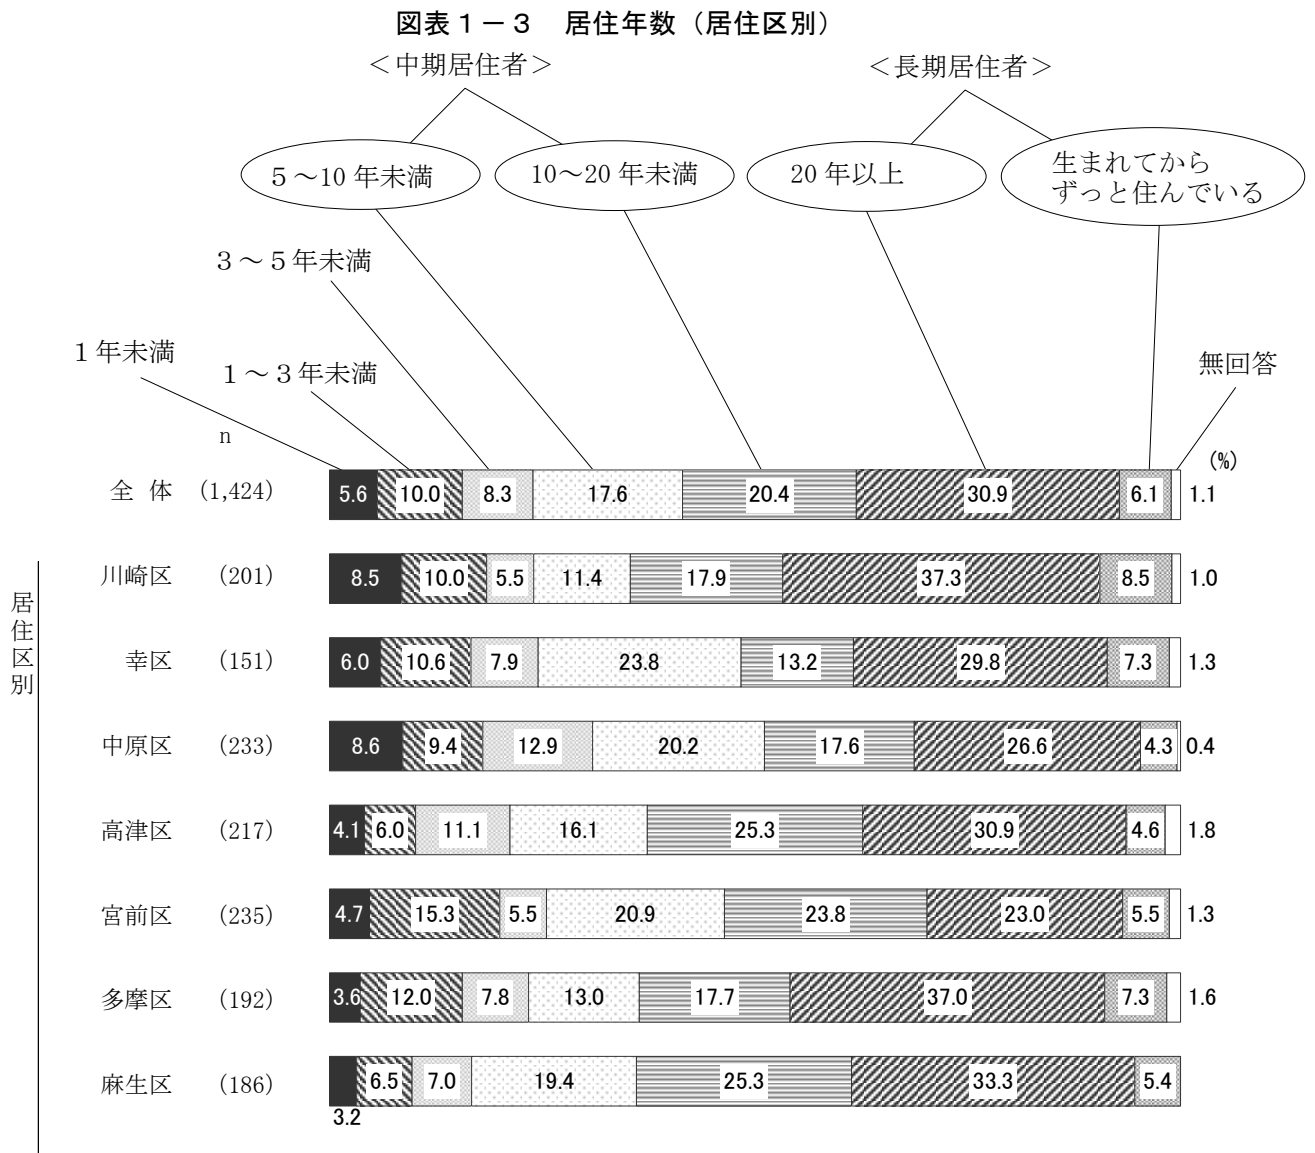 図表１－３　居住年数（居住区別）
＜中期居住者＞　＜長期居住者＞
５～10 年未満　10～20 年未満　20 年以上　生まれてから
ずっと住んでいる
３～５年未満
１年未満　１～３年未満　無回答
n
(%)
全 体 (1,424) 5.6 10.0 8.3 17.6 20.4 30.9 6.1 1.1
居住区別
川崎区 (201) 8.5 10.0 5.5 11.4 17.9 37.3 8.5 1.0
幸区 (151) 6.0 10.6 7.9 23.8 13.2 29.8 7.3 1.3
中原区 (233) 8.6 9.4 12.9 20.2 17.6 26.6 4.3 0.4
高津区 (217) 4.1 6.0 11.1 16.1 25.3 30.9 4.6 1.8
宮前区 (235) 4.7 15.3 5.5 20.9 23.8 23.0 5.5 1.3
多摩区 (192) 3.6 12.0 7.8 13.0 17.7 37.0 7.3 1.6
麻生区 (186) 3.2 6.5 7.0 19.4 25.3 33.3 5.4